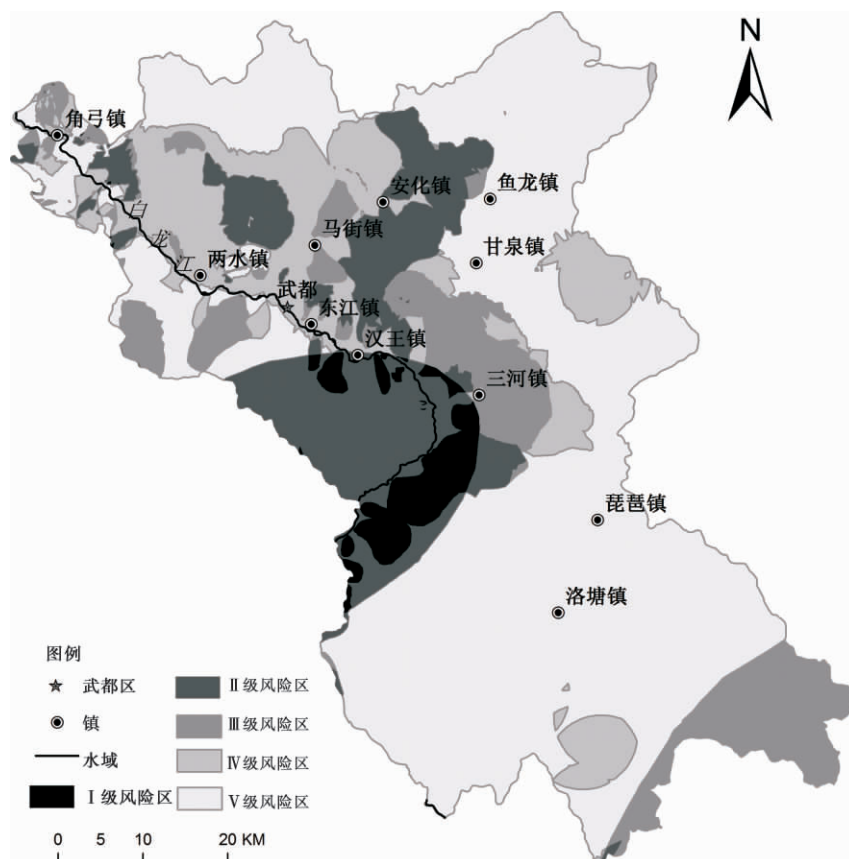 N
角弓镇
安化镇
鱼龙镇
白龙江
马街镇
甘泉镇
两水镇
武都
东江镇
汉王镇
三河镇
琵琶镇
洛塘镇
图例
武都区
镇
水域
Ⅰ级风险区
Ⅱ级风险区
Ⅲ级风险区
Ⅳ级风险区
Ⅴ级风险区
0 5 10 20 KM